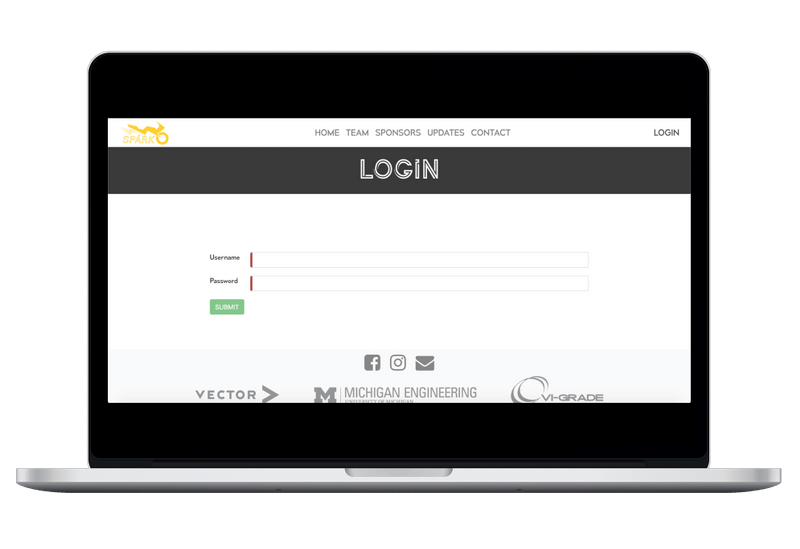 SPARK
HOME TEAM SPONSORS UPDATES CONTACT
LOGIN
LOGIN
Username
Password
SUBMIT
VECTOR
M MICHIGAN ENGINEERING
UNIVERSITY OF MICHIGAN
VI-GRADE